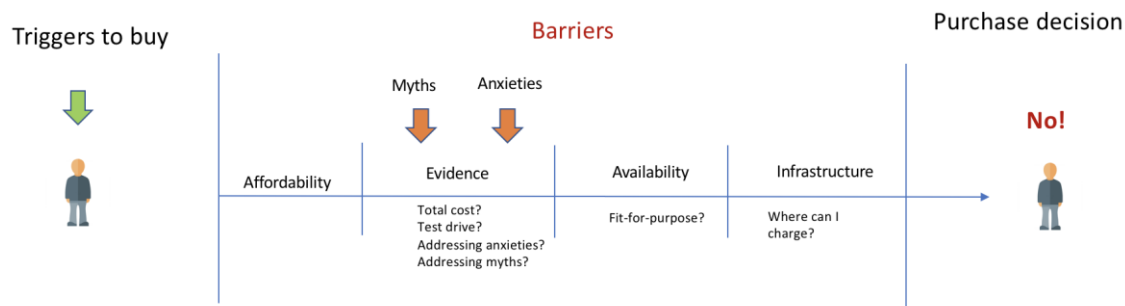 Triggers to buy
Barriers
Purchase decision
Myths
Anxieties
No!
Affordability
Evidence
Availability
Infrastructure
Total cost?
Test drive?
Addressing anxieties?
Addressing myths?
Fit-for-purpose?
Where can I
charge?